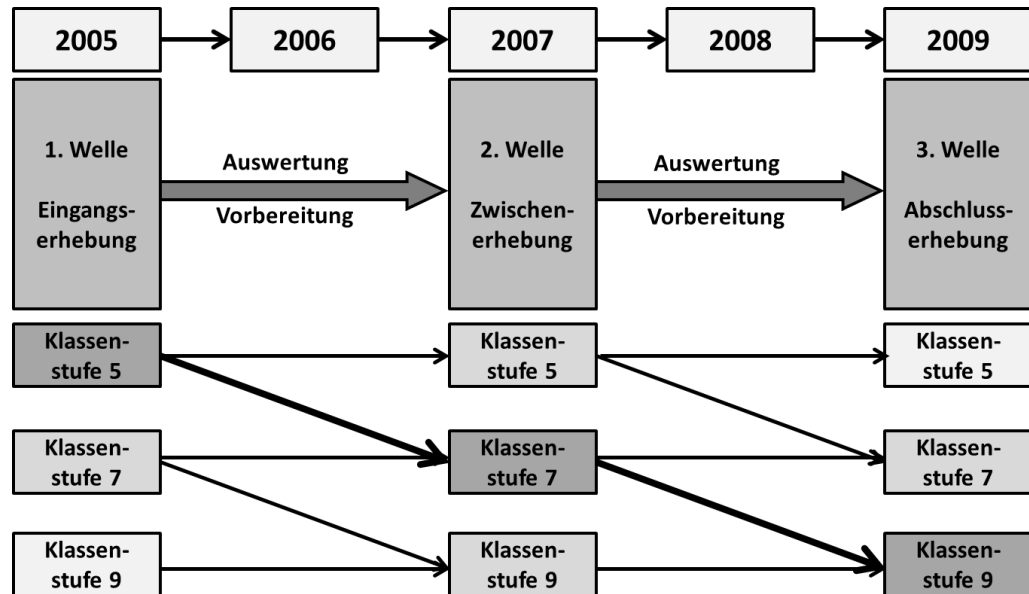 2005
2006
2007
2008
2009
1. Welle
Eingangs-
erhebung
Auswertung
Vorbereitung
2. Welle
Zwischen-
erhebung
Auswertung
Vorbereitung
3. Welle
Abschluss-
erhebung
Klassen-
stufe 5
Klassen-
stufe 5
Klassen-
stufe 5
Klassen-
stufe 7
Klassen-
stufe 7
Klassen-
stufe 7
Klassen-
stufe 9
Klassen-
stufe 9
Klassen-
stufe 9